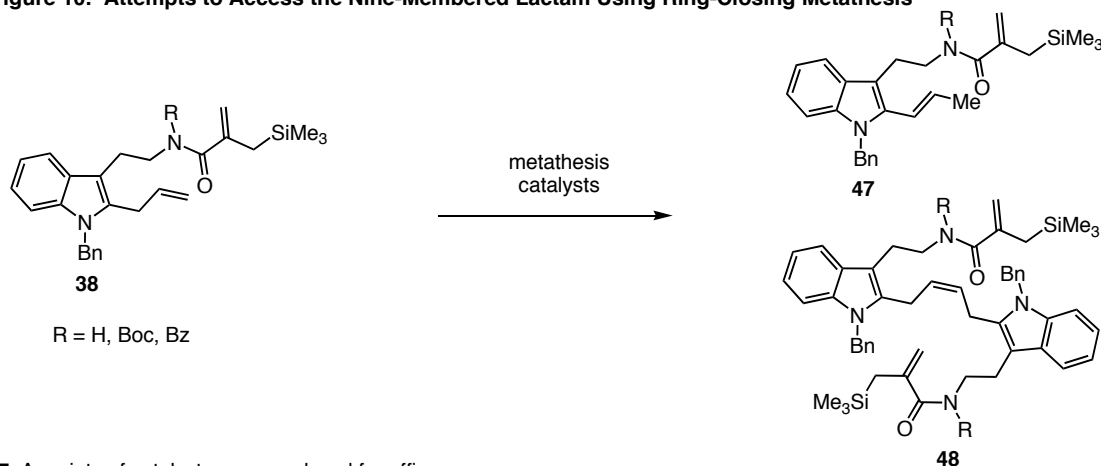 Figure 10. Attempts to Access the Nine-Membered Lactam Using Ring-Closing Metathesis
R
N
O
SiMe3
N
Bn
Me
47
R
N
O
SiMe3
N
Bn
38
R = H, Boc, Bz
metathesis
catalysts
R
N
O
SiMe3
N
Bn
Bn
N
Me3Si
O
N
R
48